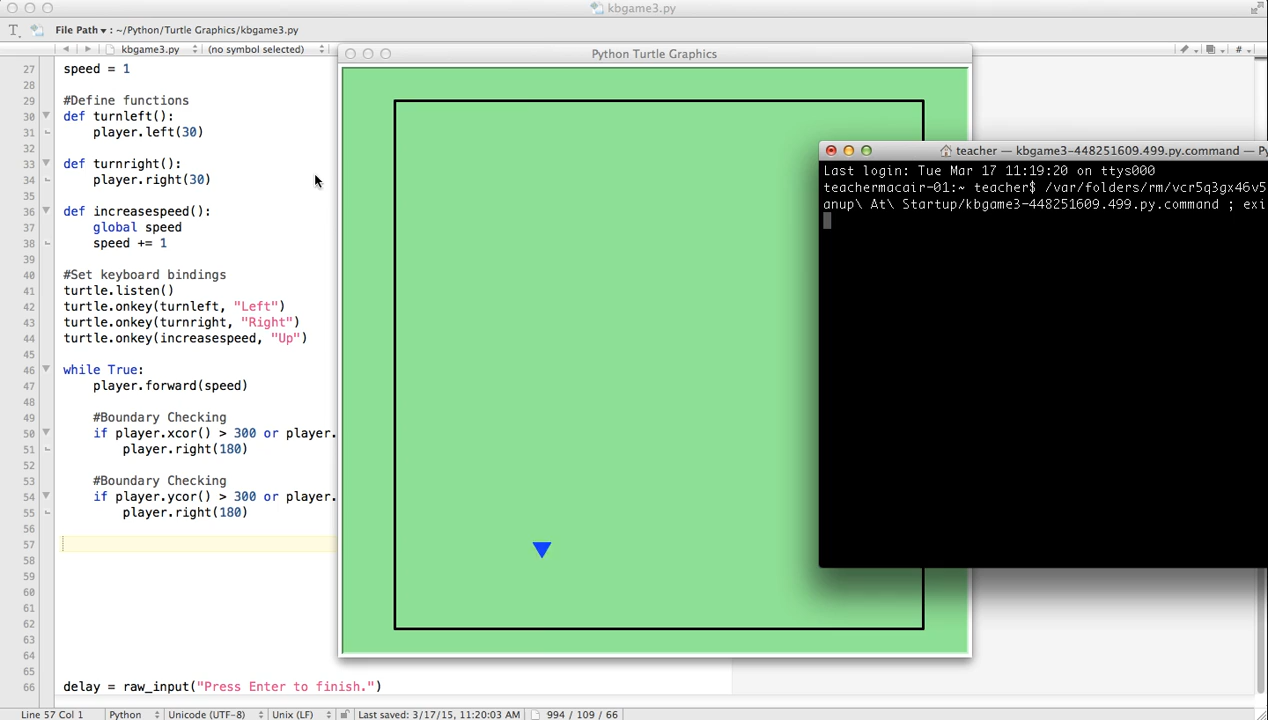 kbgame3.py
File Path : ~/Python/Turtle Graphics/kbgame3.py
kbgame3.py (no symbol selected) #
Python Turtle Graphics
27 speed = 1
28
29 #Define functions
30 def turnleft():
31 player.left(30)
32
33 def turnright():
34 player.right(30)
35
36 def increasespeed():
37 global speed
38 speed += 1
39
40 #Set keyboard bindings
41 turtle.listen()
42 turtle.onkey(turnleft, "Left")
43 turtle.onkey(turnright, "Right")
44 turtle.onkey(increasespeed, "Up")
45
46 while True:
47 player.forward(speed)
48
49 #Boundary Checking
50 if player.xcor() > 300 or player.
51 player.right(180)
52
53 #Boundary Checking
54 if player.ycor() > 300 or player.
55 player.right(180)
56
57
58
59
60
61
62
63
64
65
66 delay = raw_input("Press Enter to finish.")
teacher — kbgame3-448251609.499.py.command — Py
Last login: Tue Mar 17 11:19:20 on ttys000
teachermacair-01:~ teacher$ /var/folders/rm/vcr5q3gx46v5
anup\ At\ Startup/kbgame3-448251609.499.py.command ; exi
Line 57 Col 1 Python Unicode (UTF-8) Unix (LF) Last saved: 3/17/15, 11:20:03 AM 994 / 109 / 66